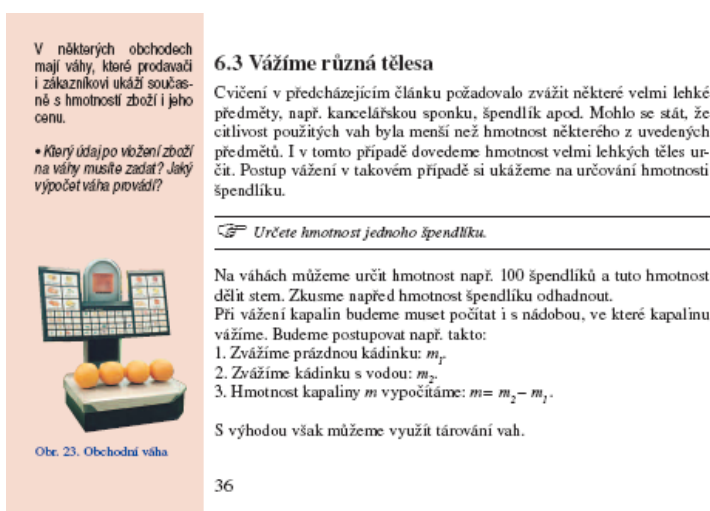 V některých obchodech
mají váhy, které prodavači
i zákazníkovi ukáží součas-
ně s hmotností zboží i jeho
cenu.
• Který údaj po vložení zboží
na váhy musíte zadat? Jaký
výpočet váha provádí?
Obr. 23. Obchodní váha
6.3 Vážíme různá tělesa
Cvičení v předcházejícím článku požadovalo zvážit některé velmi lehké
předměty, např. kancelářskou sponku, špendlík apod. Mohlo se stát, že
citlivost použitých vah byla menší než hmotnost některého z uvedených
předmětů. I v tomto případě dovedeme hmotnost velmi lehkých těles ur-
čit. Postup vážení v takovém případě si ukážeme na určování hmotnosti
špendlíku.
Určete hmotnost jednoho špendlíku.
Na váhách můžeme určit hmotnost např. 100 špendlíků a tuto hmotnost
dělit stem. Zkusme napřed hmotnost špendlíku odhadnout.
Při vážení kapalin budeme muset počítat i s nádobou, ve které kapalinu
vážíme. Budeme postupovat např. takto:
1. Zvážíme prázdnou kádinku: m₁.
2. Zvážíme kádinku s vodou: m₂.
3. Hmotnost kapaliny m vypočítáme: m= m₂– m₁.
S výhodou však můžeme využít tárování vah.
36